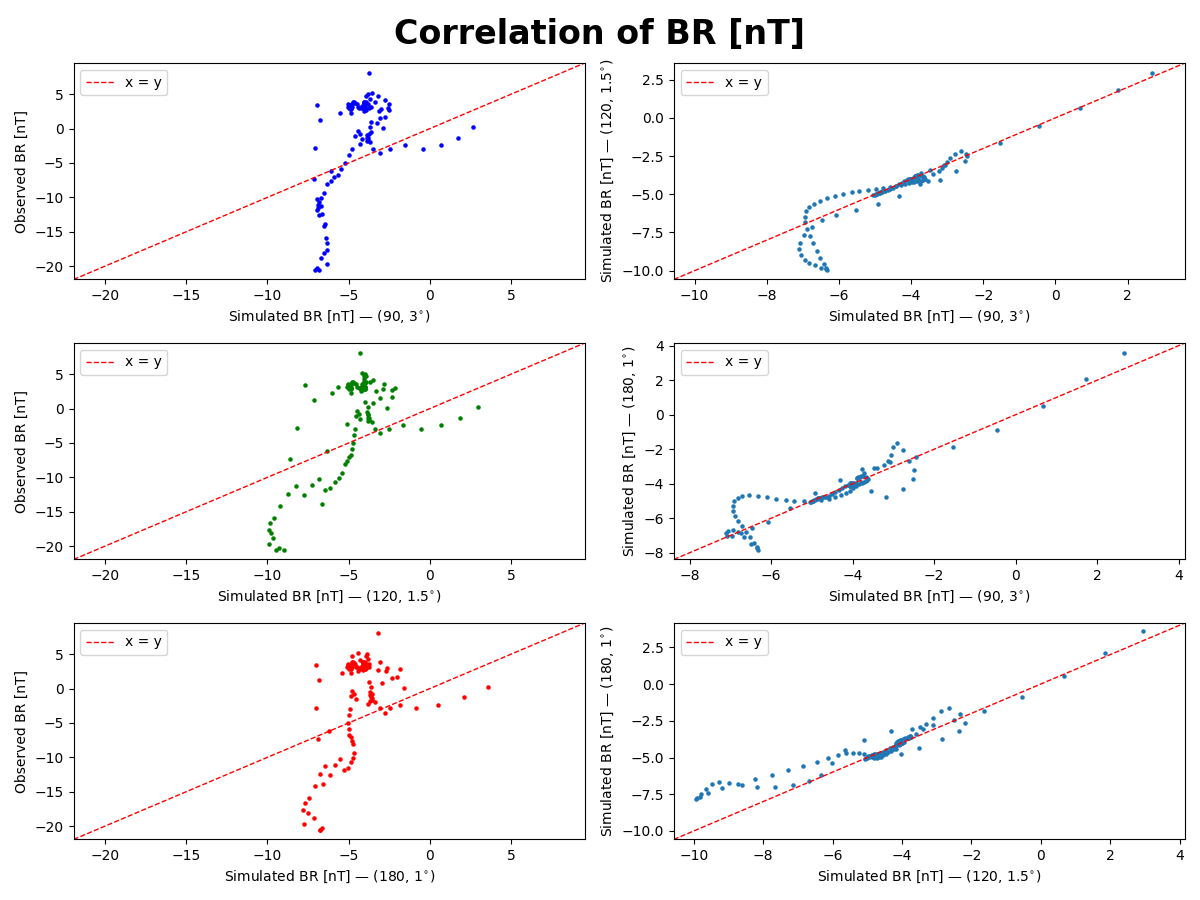 Correlation of BR [nT]
x = y
Observed BR [nT]
5
0
−5
−10
−15
−20
−20 −15 −10 −5 0 5
Simulated BR [nT] — (90, 3°)
x = y
Simulated BR [nT] — (120, 1.5°)
2.5
0.0
−2.5
−5.0
−7.5
−10.0
−10 −8 −6 −4 −2 0 2
Simulated BR [nT] — (90, 3°)
x = y
Observed BR [nT]
5
0
−5
−10
−15
−20
−20 −15 −10 −5 0 5
Simulated BR [nT] — (120, 1.5°)
x = y
Simulated BR [nT] — (180, 1°)
4
2
0
−2
−4
−6
−8
−8 −6 −4 −2 0 2 4
Simulated BR [nT] — (90, 3°)
x = y
Observed BR [nT]
5
0
−5
−10
−15
−20
−20 −15 −10 −5 0 5
Simulated BR [nT] — (180, 1°)
x = y
Simulated BR [nT] — (180, 1°)
2.5
0.0
−2.5
−5.0
−7.5
−10.0
−10 −8 −6 −4 −2 0 2 4
Simulated BR [nT] — (120, 1.5°)